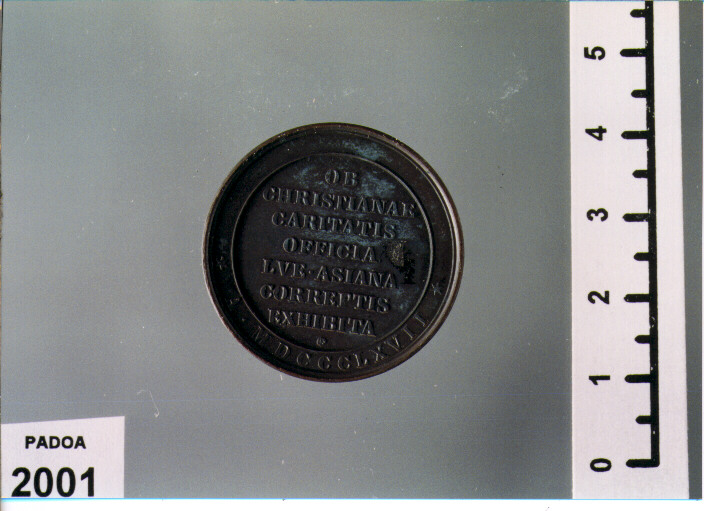 OB
CHRISTIANAE
CARITATIS
OFFICIA
LVE·ASIANA
CORREPTIS
EXHIBITA
A · MDCCCLXVII
PADOA
2001
5
4
3
2
1
0